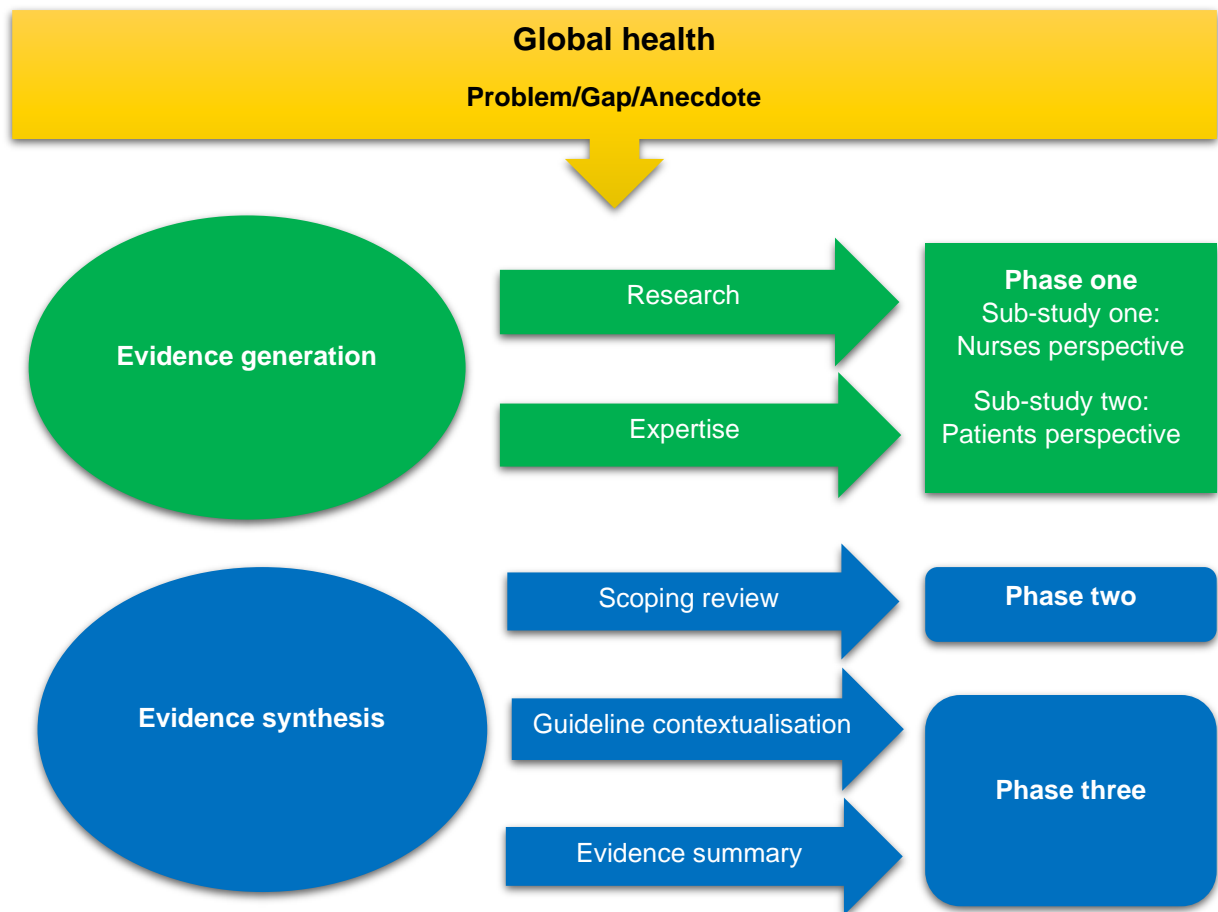 Global health
Problem/Gap/Anecdote
Evidence generation
Research
Expertise
Phase one
Sub-study one:
Nurses perspective
Sub-study two:
Patients perspective
Evidence synthesis
Scoping review
Phase two
Guideline contextualisation
Evidence summary
Phase three